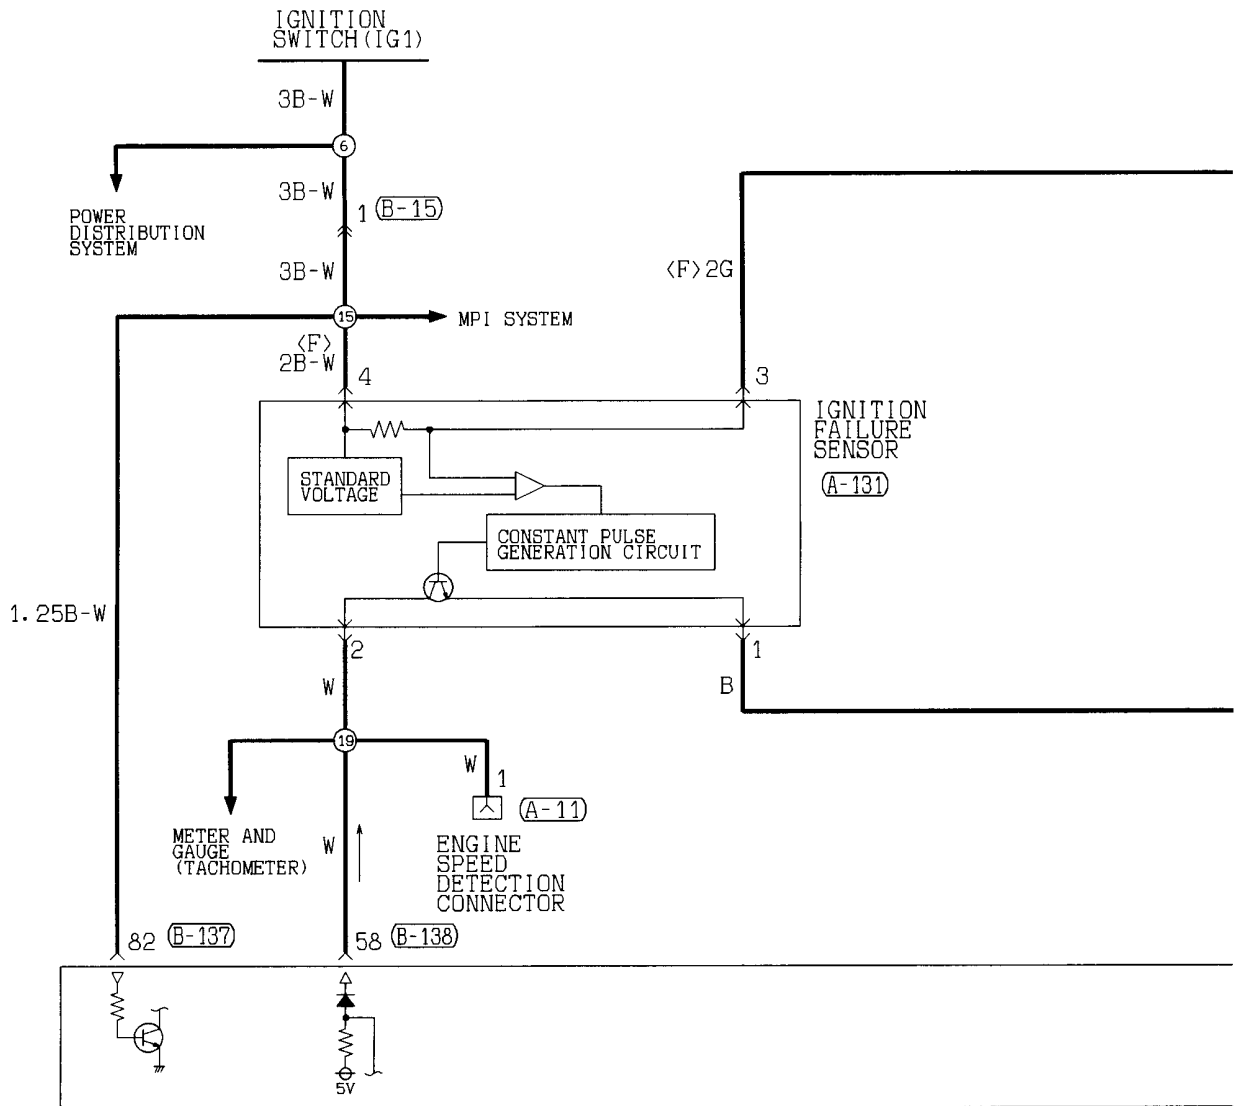 IGNITION
SWITCH(IG1)
3B-W
6
3B-W
1 B-15
POWER
DISTRIBUTION
SYSTEM
3B-W
<F>2G
15
MPI SYSTEM
<F>
2B-W
4
3
IGNITION
FAILURE
SENSOR
A-131
STANDARD
VOLTAGE
CONSTANT PULSE
GENERATION CIRCUIT
1.25B-W
2
1
W
B
19
W
1
A-11
METER AND
GAUGE
(TACHOMETER)
W
ENGINE
SPEED
DETECTION
CONNECTOR
82 B-137
58 B-138
5V